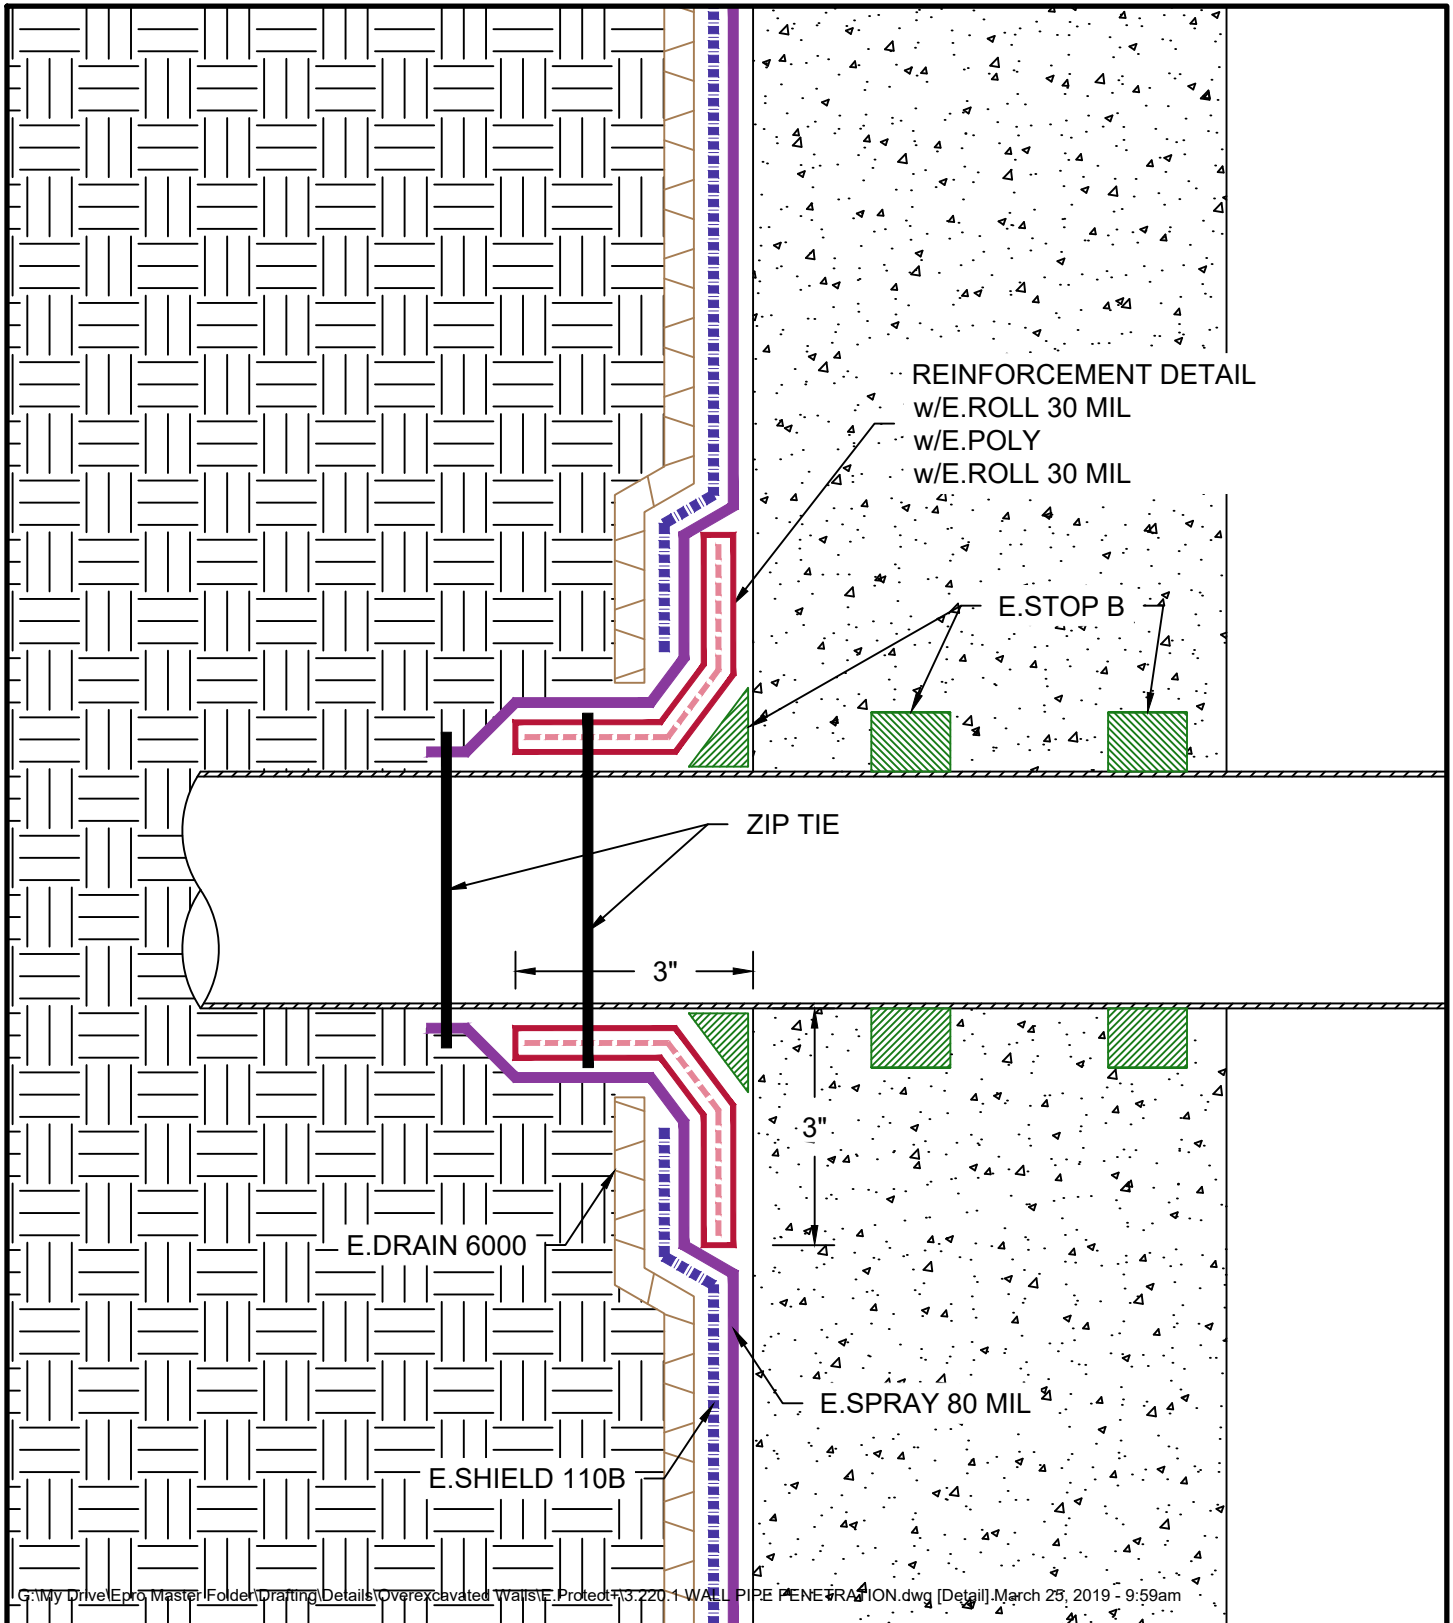 REINFORCEMENT DETAIL
w/E.ROLL 30 MIL
w/E.POLY
w/E.ROLL 30 MIL
E.STOP B
ZIP TIE
3"
3"
E.DRAIN 6000
E.SPRAY 80 MIL
E.SHIELD 110B
G:\My Drive\Epro Master Folder\Drafting\Details\Overexcavated Walls\E.Protect+\3.220.1 WALL PIPE PENETRATION.dwg [Detail] March 25, 2019 - 9:59am